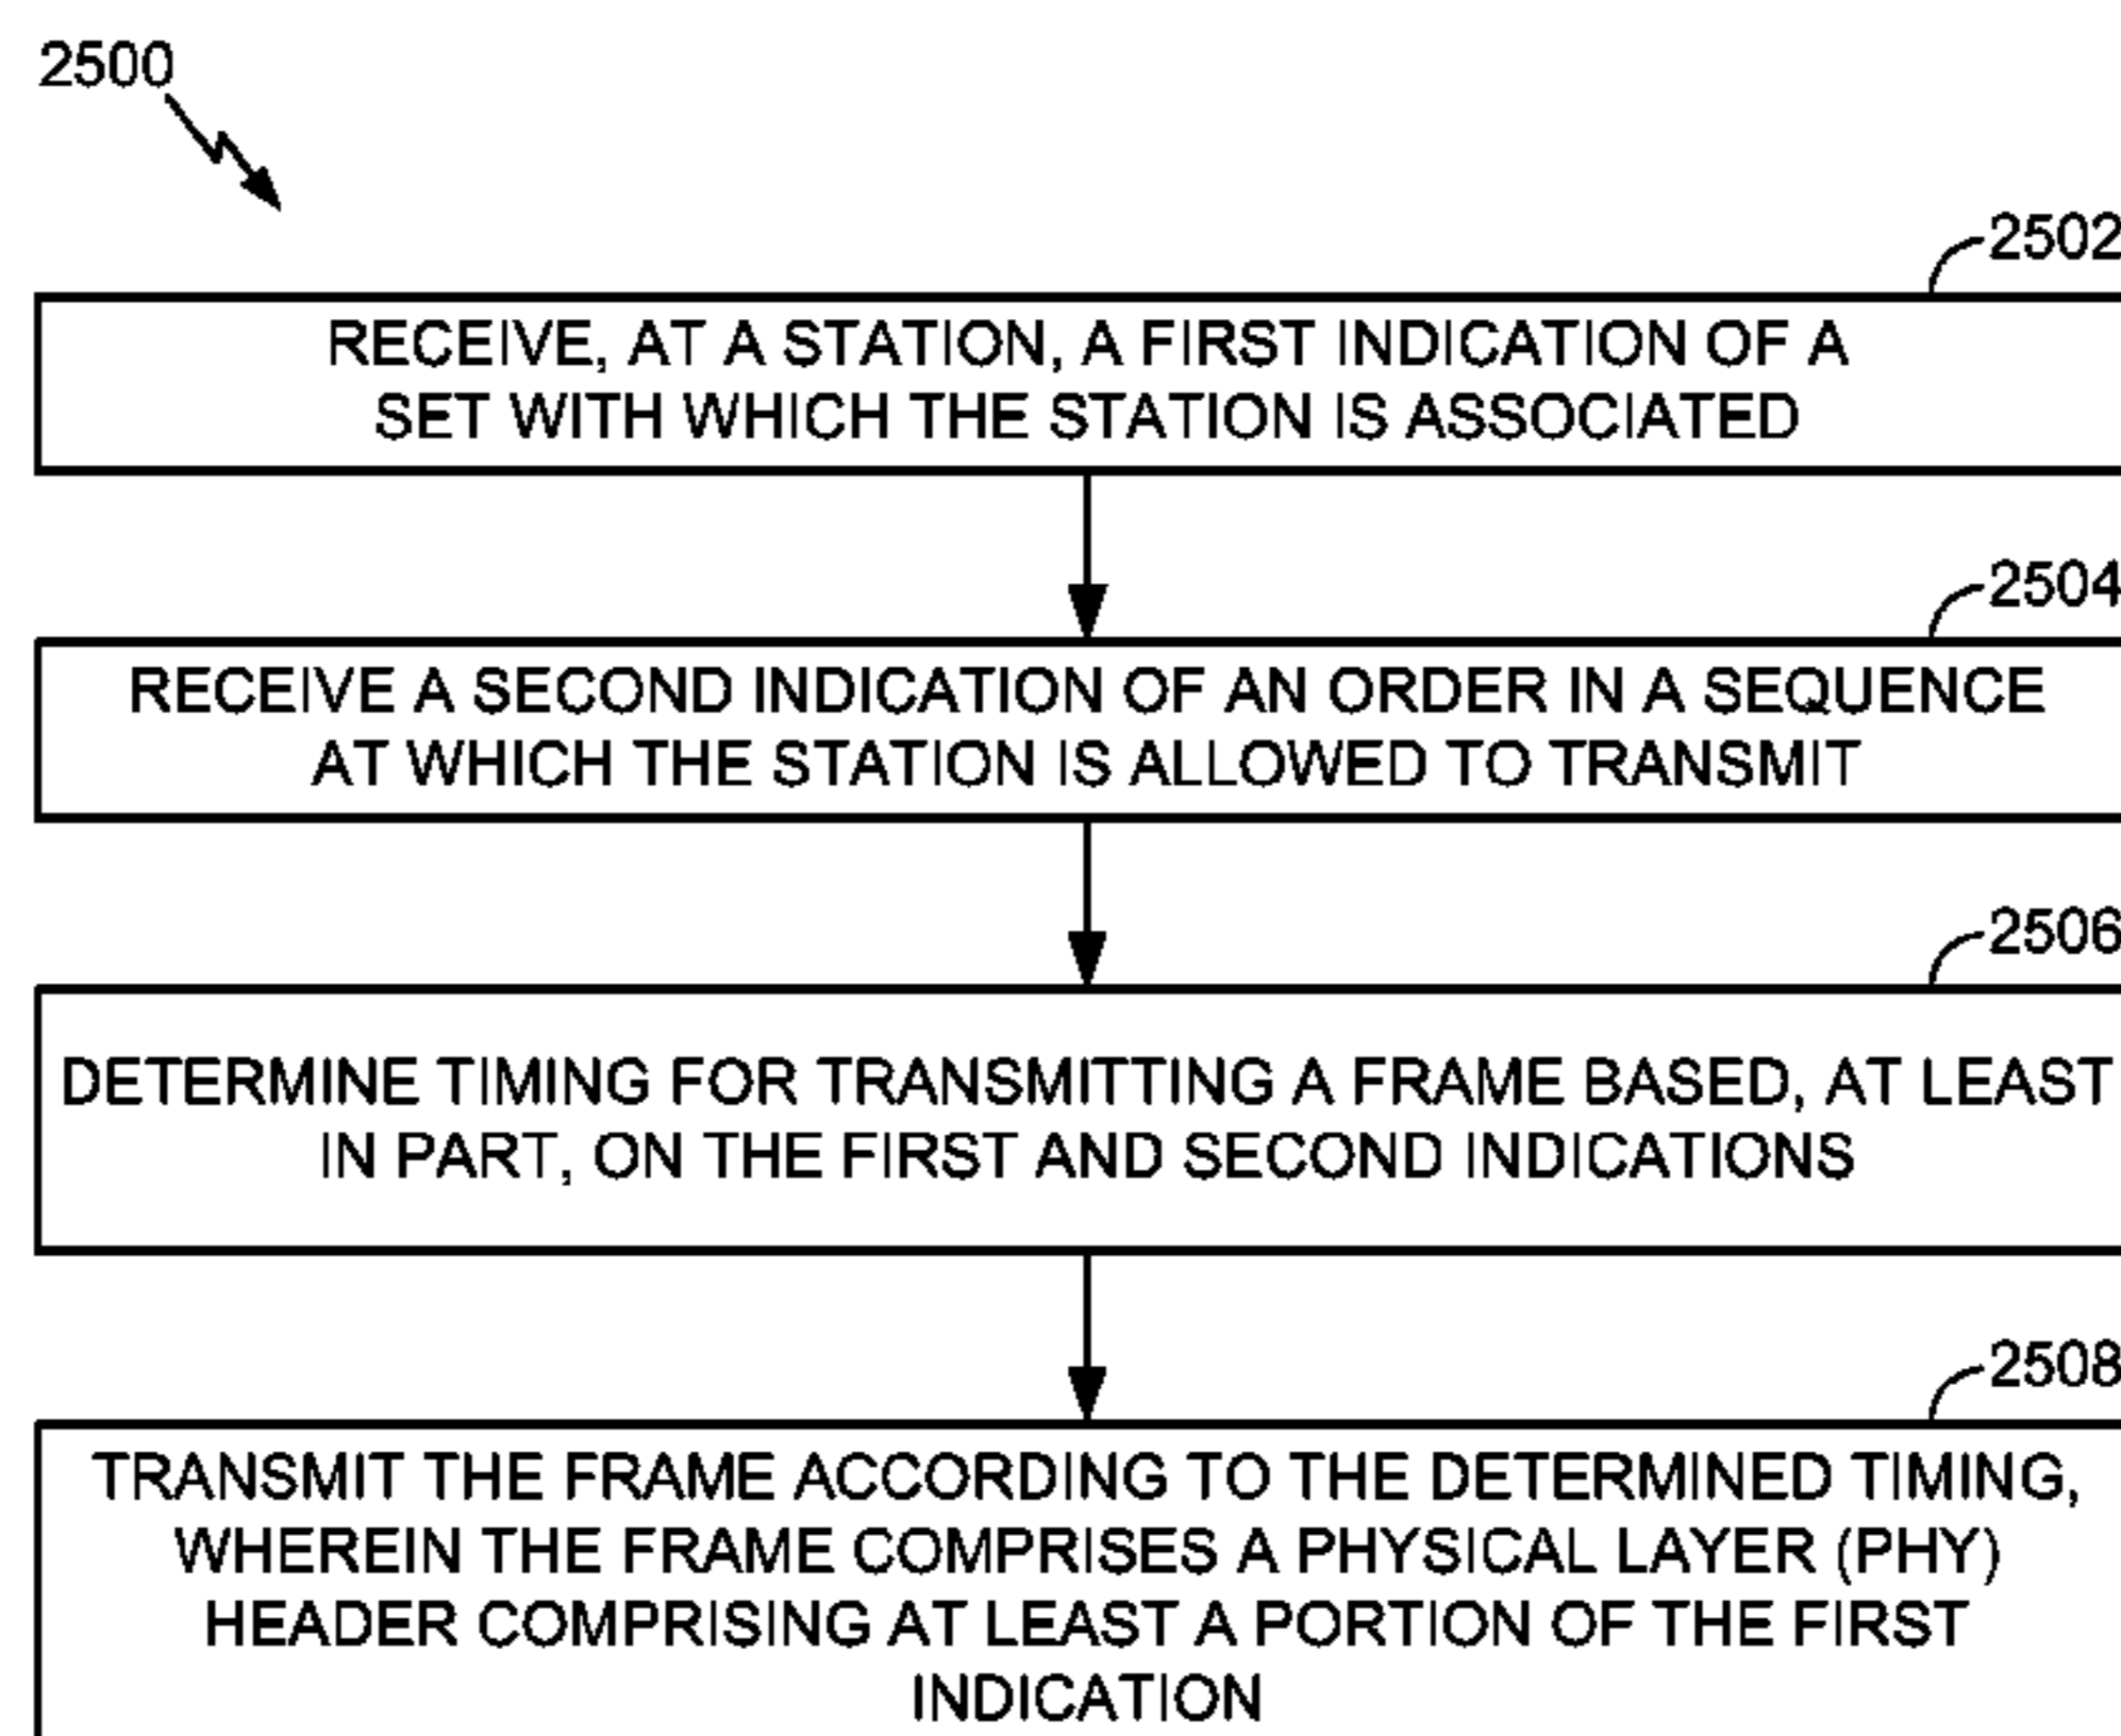 2500
2502
RECEIVE, AT A STATION, A FIRST INDICATION OF A
SET WITH WHICH THE STATION IS ASSOCIATED
2504
RECEIVE A SECOND INDICATION OF AN ORDER IN A SEQUENCE
AT WHICH THE STATION IS ALLOWED TO TRANSMIT
2506
DETERMINE TIMING FOR TRANSMITTING A FRAME BASED, AT LEAST
IN PART, ON THE FIRST AND SECOND INDICATIONS
2508
TRANSMIT THE FRAME ACCORDING TO THE DETERMINED TIMING,
WHEREIN THE FRAME COMPRISES A PHYSICAL LAYER (PHY)
HEADER COMPRISING AT LEAST A PORTION OF THE FIRST
INDICATION